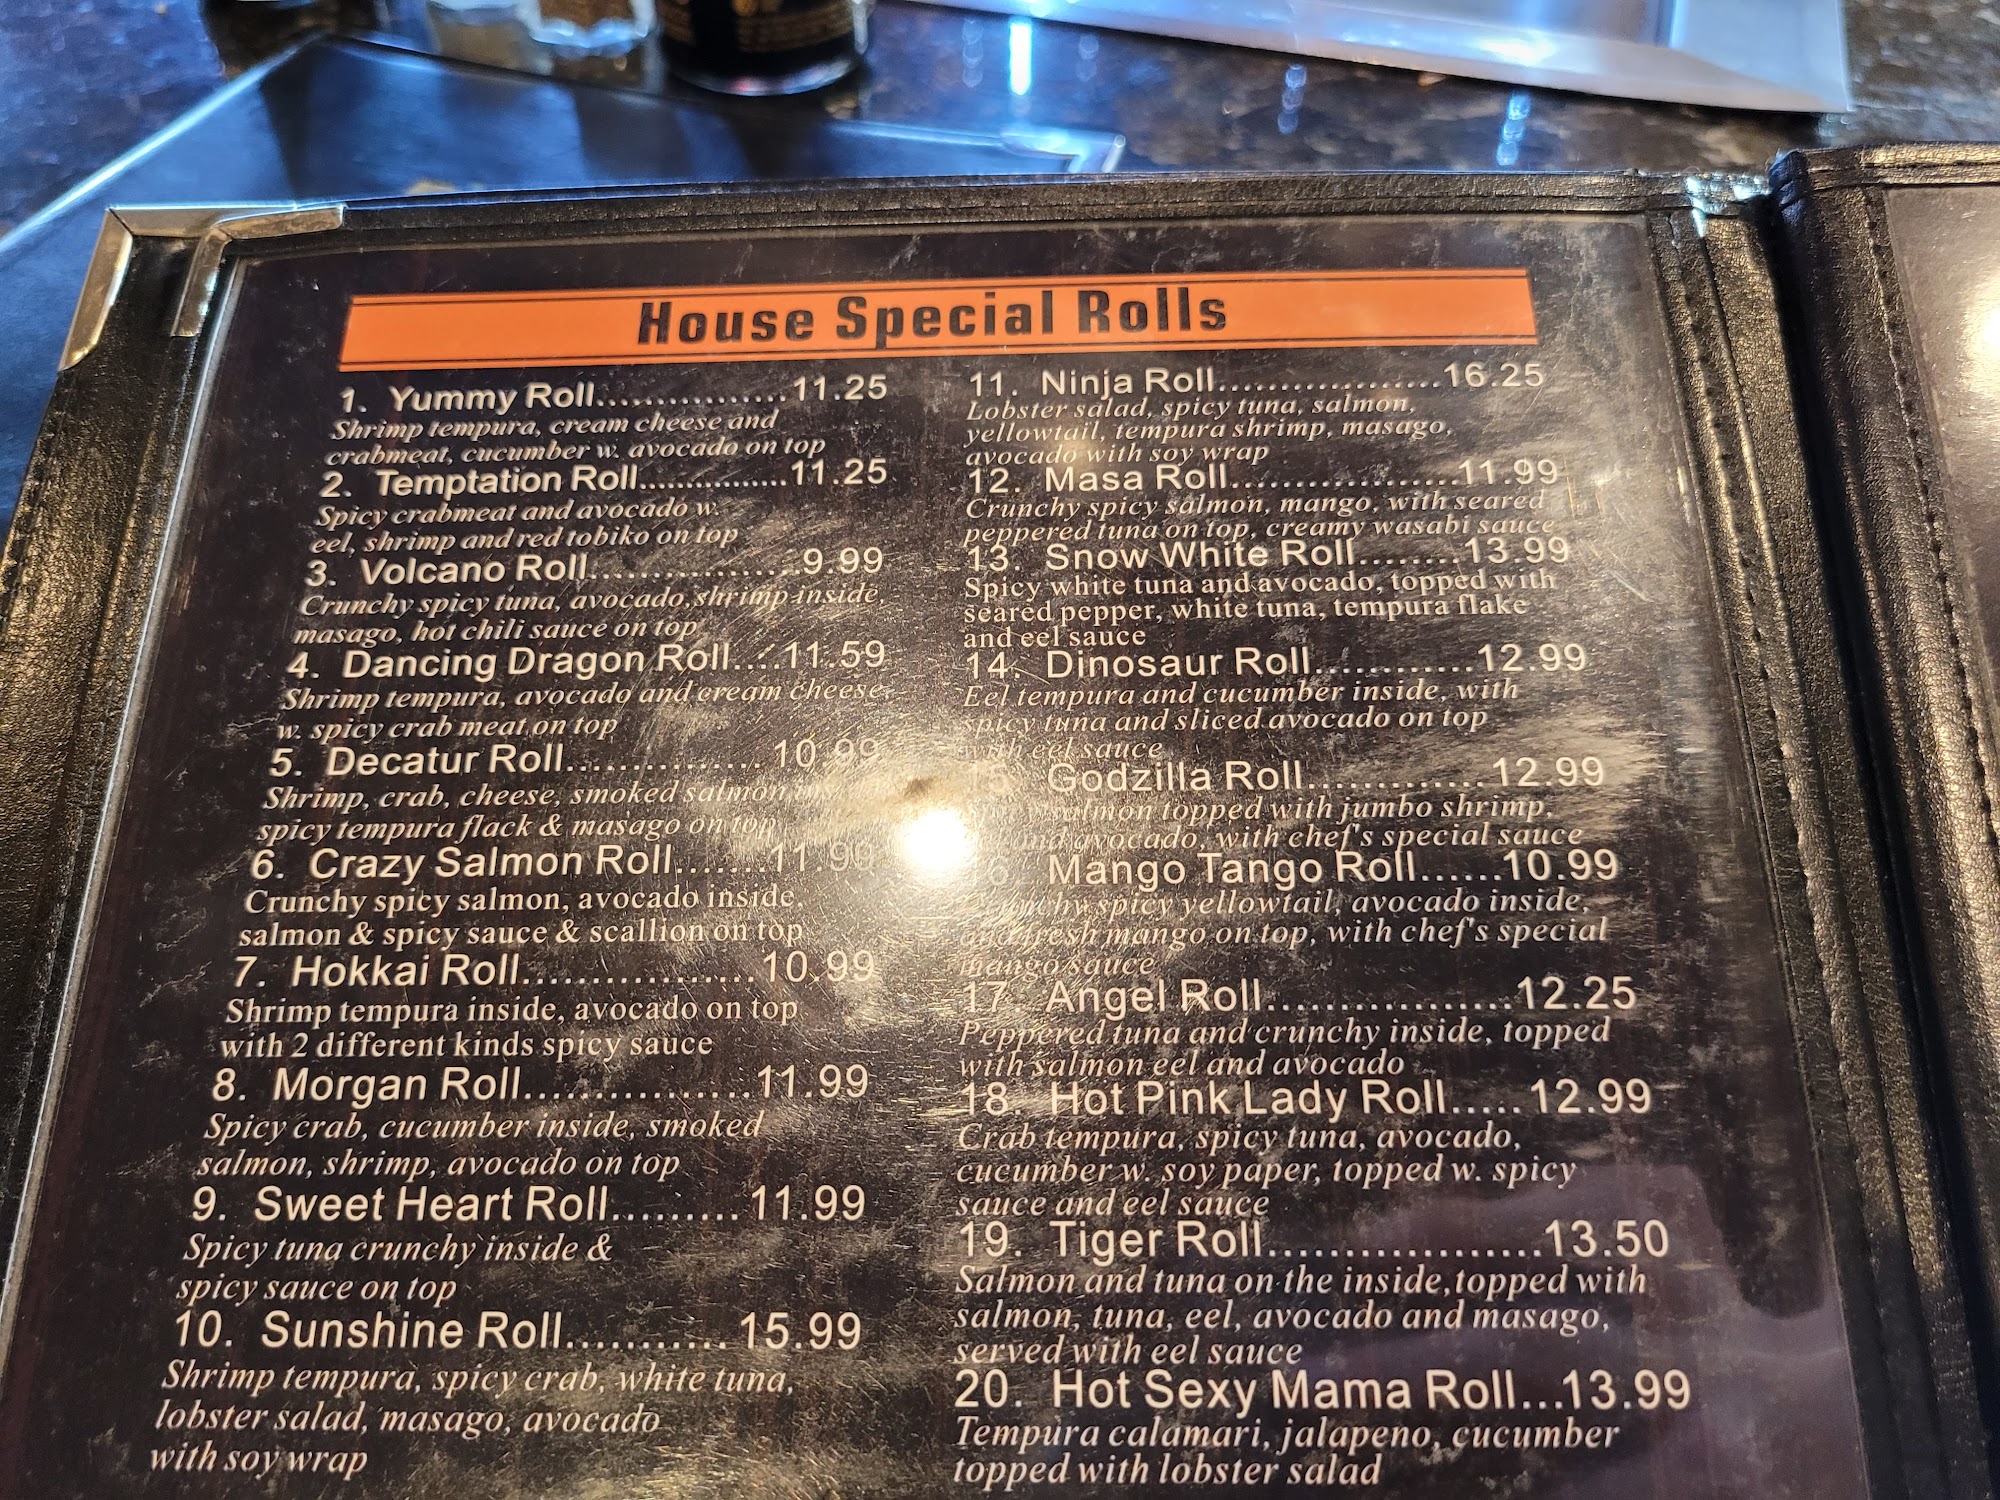 House Special Rolls
1. Yummy Roll................11.25
Shrimp tempura, cream cheese and
crabmeat, cucumber w. avocado on top
2. Temptation Roll................11.25
Spicy crabmeat and avocado w.
eel, shrimp and red tobiko on top
3. Volcano Roll.................9.99
Crunchy spicy tuna, avocado,shrimp inside,
masago, hot chili sauce on top
4. Dancing Dragon Roll....11.59
Shrimp tempura, avocado and cream cheese,
w. spicy crab meat on top
5. Decatur Roll................ 10.99
Shrimp, crab, cheese, smoked salmon,
spicy tempura flack & masago on top
6. Crazy Salmon Roll.......11.99
Crunchy spicy salmon, avocado inside,
salmon & spicy sauce & scallion on top
7. Hokkai Roll..................10.99
Shrimp tempura inside, avocado on top
with 2 different kinds spicy sauce
8. Morgan Roll.................11.99
Spicy crab, cucumber inside, smoked
salmon, shrimp, avocado on top
9. Sweet Heart Roll......... 11.99
Spicy tuna crunchy inside &
spicy sauce on top
10. Sunshine Roll........... 15.99
Shrimp tempura, spicy crab, white tuna,
lobster salad, masago, avocado
with soy wrap
11. Ninja Roll...................16.25
Lobster salad, spicy tuna, salmon,
yellowtail, tempura shrimp, masago,
avocado with soy wrap
12. Masa Roll...................11.99
Crunchy spicy salmon, mango, with seared
peppered tuna on top, creamy wasabi sauce
13. Snow White Roll.........13.99
Spicy white tuna and avocado, topped with
seared pepper, white tuna, tempura flake
and eel sauce
14. Dinosaur Roll............12.99
Eel tempura and cucumber inside, with
spicy tuna and sliced avocado on top
with eel sauce
Godzilla Roll..............12.99
salmon topped with jumbo shrimp,
and avocado, with chef's special sauce
Mango Tango Roll......10.99
Crunchy spicy yellowtail, avocado inside,
and fresh mango on top, with chef's special
mango sauce
17. Angel Roll..................12.25
Peppered tuna and crunchy inside, topped
with salmon eel and avocado
18. Hot Pink Lady Roll..... 12.99
Crab tempura, spicy tuna, avocado,
cucumber w. soy paper, topped w. spicy
sauce and eel sauce
19. Tiger Roll...................13.50
Salmon and tuna on the inside,topped with
salmon, tuna, eel, avocado and masago,
served with eel sauce
20. Hot Sexy Mama Roll...13.99
Tempura calamari, jalapeno, cucumber
topped with lobster salad